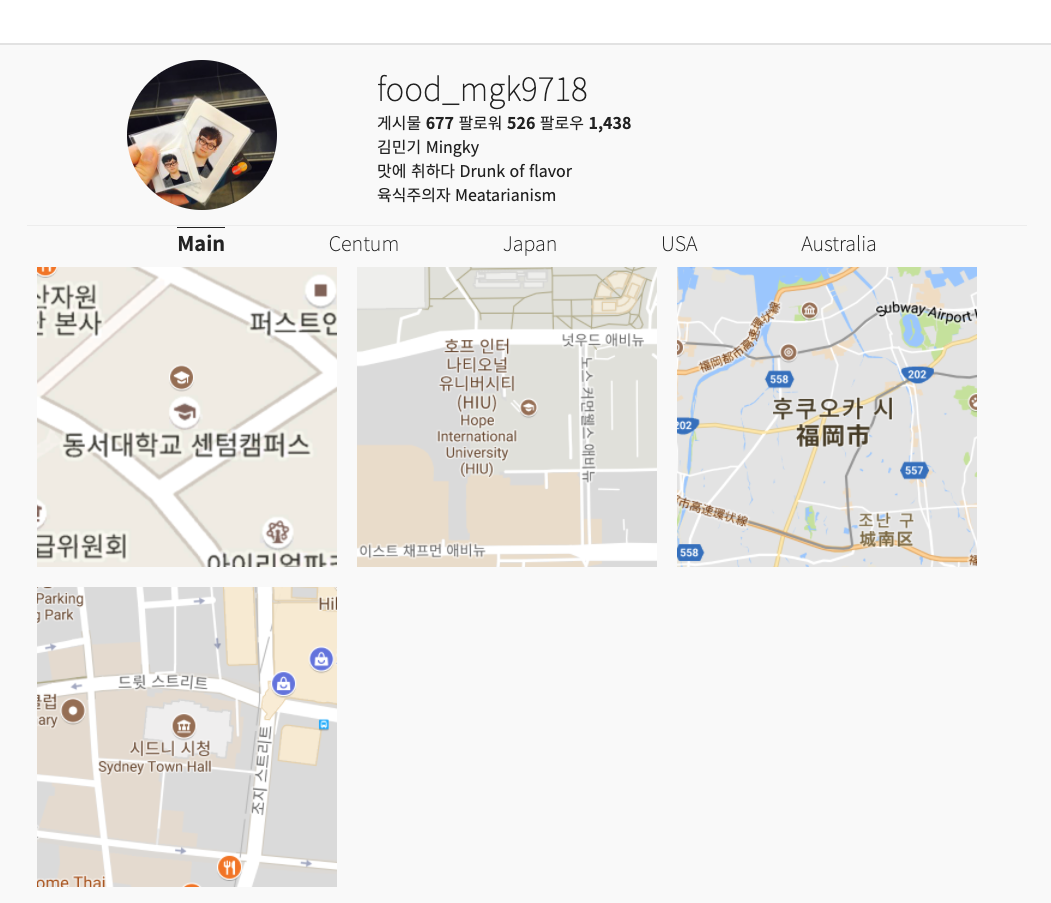 food_mgk9718
게시물 677 팔로워 526 팔로우 1,438
김민기 Mingky
맛에 취하다 Drunk of flavor
육식주의자 Meatarianism
Main Centum Japan USA Australia
산자원
본사
퍼스트인
동서대학교 센텀캠퍼스
급위원회
아이리얼파크
넛우드 애비뉴
호프 인터
나티오널
유니버시티
(HIU)
Hope
International
University
(HIU)
노스 커먼웰스 애비뉴
이스트 채프먼 애비뉴
Subway Airport
福岡都市高速環状線
558
202
후쿠오카 시
福岡市
202
557
市高速環状線
조난 구
城南区
558
福
Parking
g Park
Hil
드륏 스트리트
클럽
ary
시드니 시청
Sydney Town Hall
조지 스트리트
ome Thai